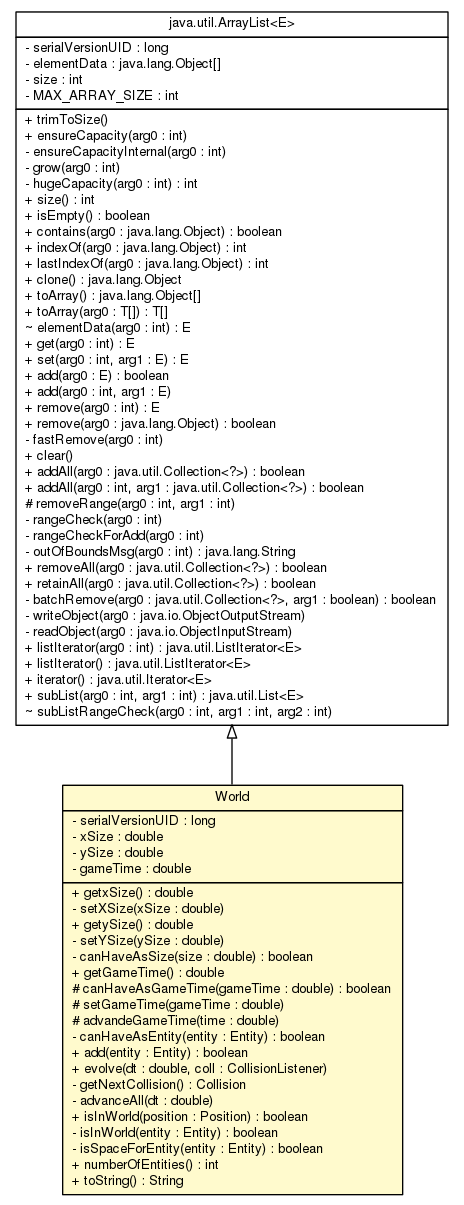 java.util.ArrayList<E>
- serialVersionUID : long
- elementData : java.lang.Object[]
- size : int
- MAX_ARRAY_SIZE : int
+ trimToSize()
+ ensureCapacity(arg0 : int)
- ensureCapacityInternal(arg0 : int)
- grow(arg0 : int)
- hugeCapacity(arg0 : int) : int
+ size() : int
+ isEmpty() : boolean
+ contains(arg0 : java.lang.Object) : boolean
+ indexOf(arg0 : java.lang.Object) : int
+ lastIndexOf(arg0 : java.lang.Object) : int
+ clone() : java.lang.Object
+ toArray() : java.lang.Object[]
+ toArray(arg0 : T[]) : T[]
~ elementData(arg0 : int) : E
+ get(arg0 : int) : E
+ set(arg0 : int, arg1 : E) : E
+ add(arg0 : E) : boolean
+ add(arg0 : int, arg1 : E)
+ remove(arg0 : int) : E
+ remove(arg0 : java.lang.Object) : boolean
- fastRemove(arg0 : int)
+ clear()
+ addAll(arg0 : java.util.Collection<?>) : boolean
+ addAll(arg0 : int, arg1 : java.util.Collection<?>) : boolean
# removeRange(arg0 : int, arg1 : int)
- rangeCheck(arg0 : int)
- rangeCheckForAdd(arg0 : int)
- outOfBoundsMsg(arg0 : int) : java.lang.String
+ removeAll(arg0 : java.util.Collection<?>) : boolean
+ retainAll(arg0 : java.util.Collection<?>) : boolean
- batchRemove(arg0 : java.util.Collection<?>, arg1 : boolean) : boolean
- writeObject(arg0 : java.io.ObjectOutputStream)
- readObject(arg0 : java.io.ObjectInputStream)
+ listIterator(arg0 : int) : java.util.ListIterator<E>
+ listIterator() : java.util.ListIterator<E>
+ iterator() : java.util.Iterator<E>
+ subList(arg0 : int, arg1 : int) : java.util.List<E>
~ subListRangeCheck(arg0 : int, arg1 : int, arg2 : int)
World
- serialVersionUID : long
- xSize : double
- ySize : double
- gameTime : double
+ getxSize() : double
- setXSize(xSize : double)
+ getySize() : double
- setYSize(ySize : double)
- canHaveAsSize(size : double) : boolean
+ getGameTime() : double
# canHaveAsGameTime(gameTime : double) : boolean
# setGameTime(gameTime : double)
# advandeGameTime(time : double)
- canHaveAsEntity(entity : Entity) : boolean
+ add(entity : Entity) : boolean
+ evolve(dt : double, coll : CollisionListener)
- getNextCollision() : Collision
- advanceAll(dt : double)
+ isInWorld(position : Position) : boolean
- isInWorld(entity : Entity) : boolean
- isSpaceForEntity(entity : Entity) : boolean
+ numberOfEntities() : int
+ toString() : String